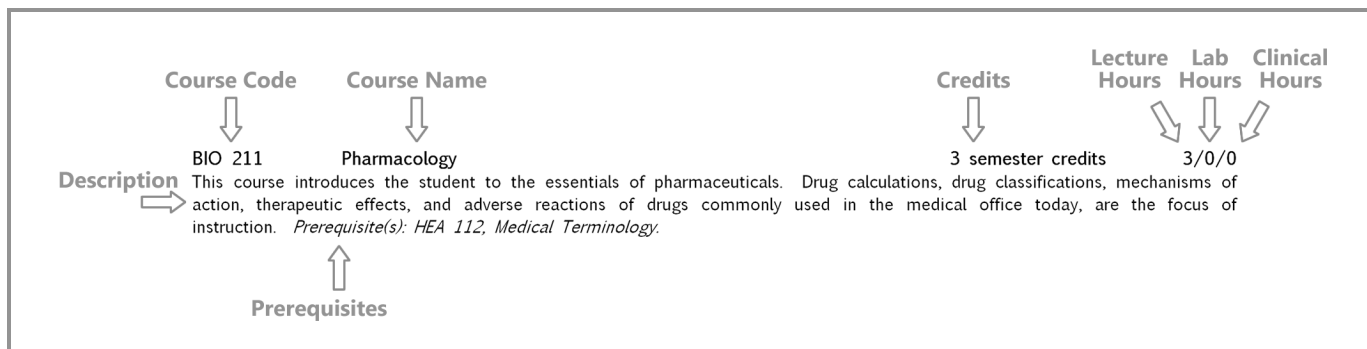 Lecture Hours Lab Hours Clinical Hours
Course Code Course Name Credits
BIO 211 Pharmacology 3 semester credits 3/0/0
Description This course introduces the student to the essentials of pharmaceuticals. Drug calculations, drug classifications, mechanisms of
action, therapeutic effects, and adverse reactions of drugs commonly used in the medical office today, are the focus of
instruction. Prerequisite(s): HEA 112, Medical Terminology.
Prerequisites